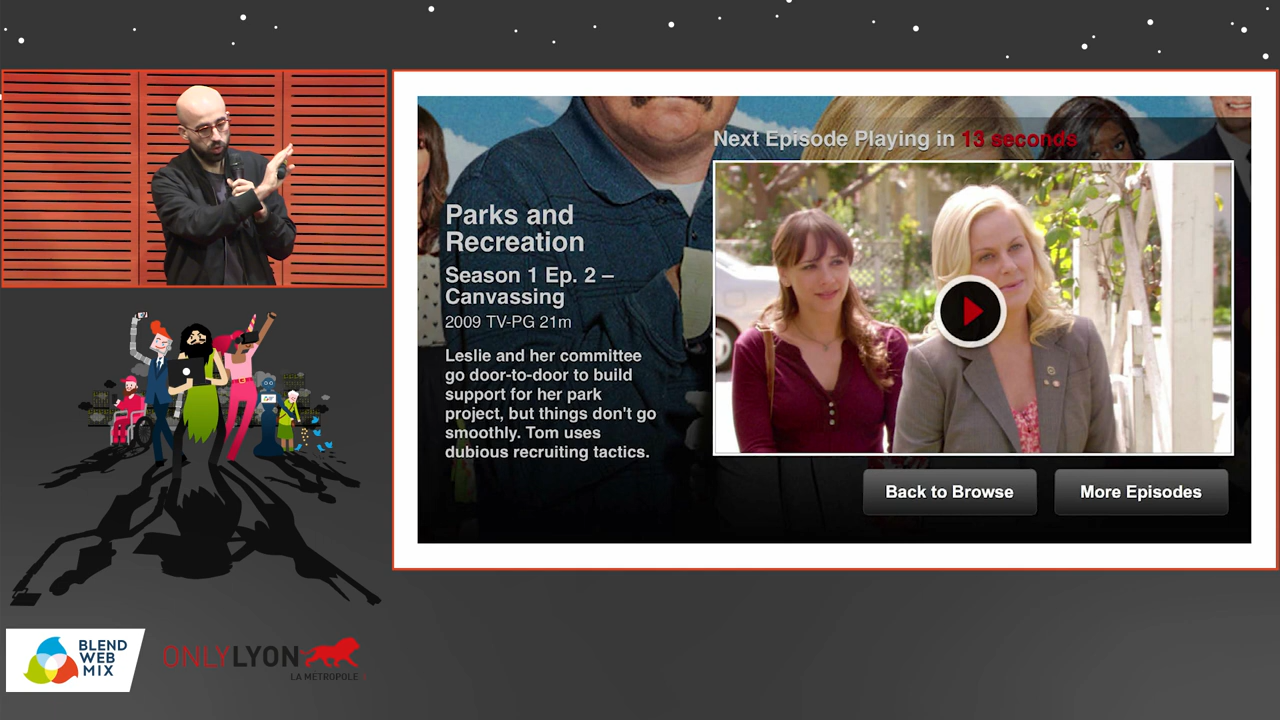 Next Episode Playing in 13 seconds
Parks and
Recreation
Season 1 Ep. 2 –
Canvassing
2009 TV-PG 21m
Leslie and her committee
go door-to-door to build
support for her park
project, but things don't go
smoothly. Tom uses
dubious recruiting tactics.
Back to Browse
More Episodes
BLEND
WEB
MIX
ONLYLYON
LA MÉTROPOLE